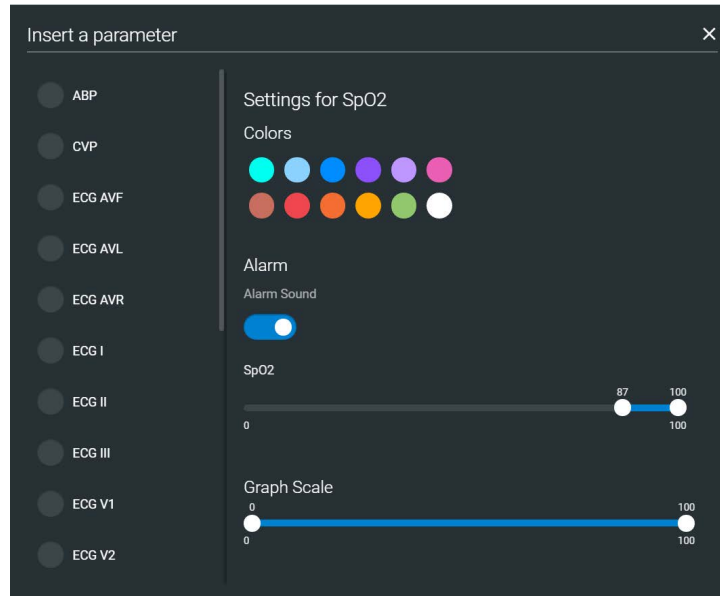 Insert a parameter
ABP
CVP
ECG AVF
ECG AVL
ECG AVR
ECG I
ECG II
ECG III
ECG V1
ECG V2
Settings for SpO2
Colors
Alarm
Alarm Sound
SpO2
87 100
0 100
Graph Scale
0 100
0 100